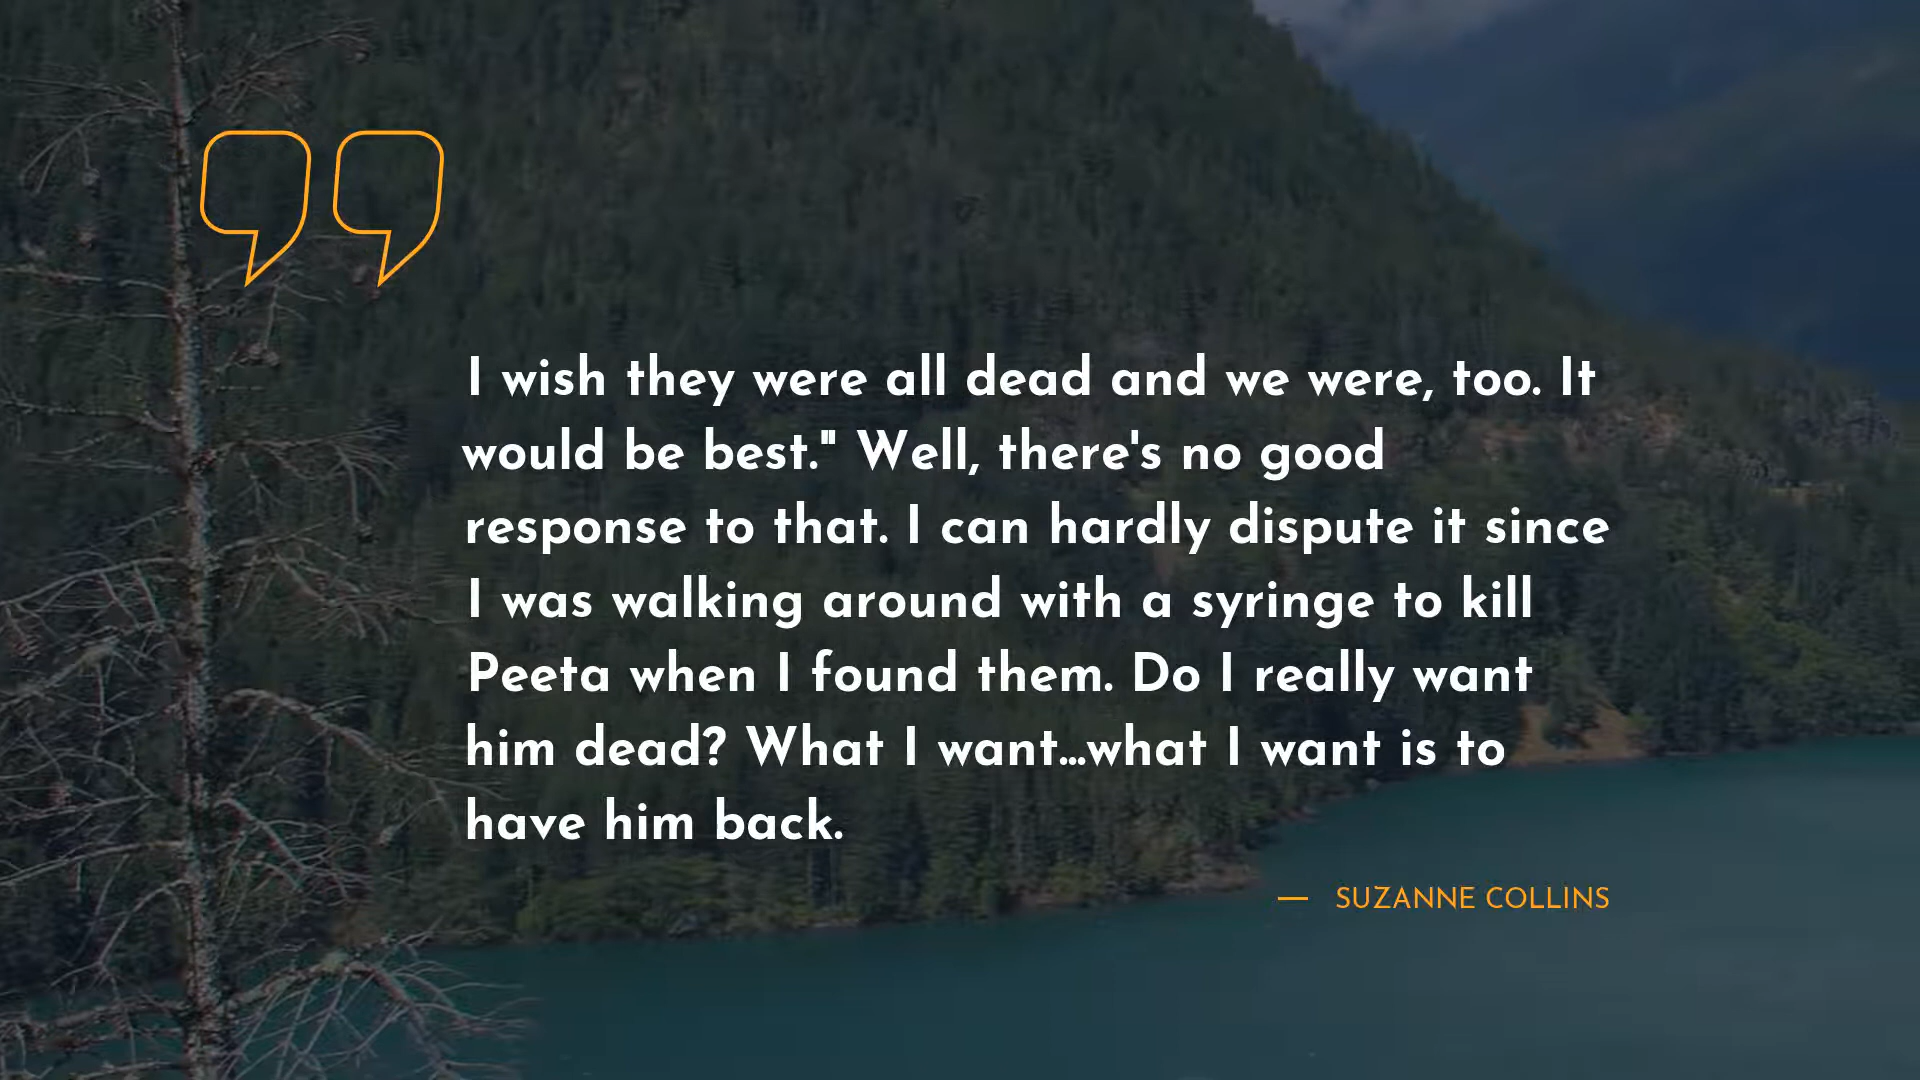 I wish they were all dead and we were, too. It
would be best." Well, there's no good
response to that. I can hardly dispute it since
I was walking around with a syringe to kill
Peeta when I found them. Do I really want
him dead? What I want...what I want is to
have him back.
— SUZANNE COLLINS